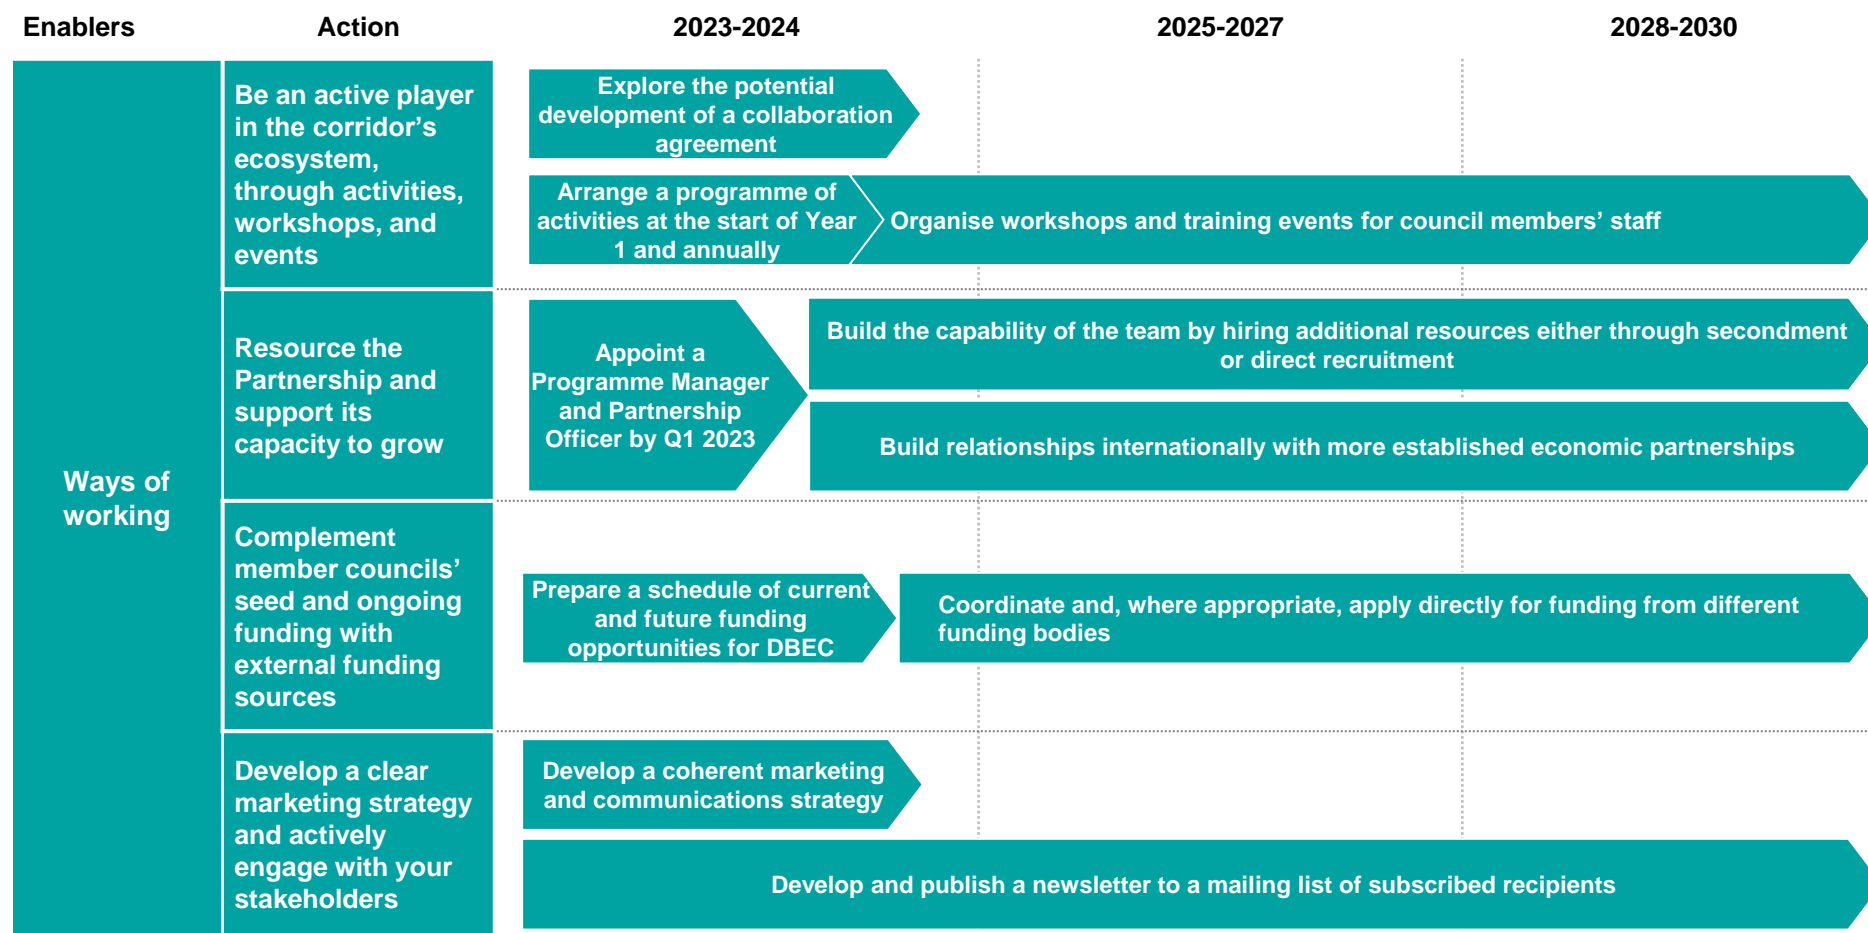 Enablers
Action
2023-2024
2025-2027
2028-2030
Ways of
working
Be an active player
in the corridor’s
ecosystem,
through activities,
workshops, and
events
Explore the potential
development of a collaboration
agreement
Arrange a programme of
activities at the start of Year
1 and annually
Organise workshops and training events for council members’ staff
Resource the
Partnership and
support its
capacity to grow
Appoint a
Programme Manager
and Partnership
Officer by Q1 2023
Build the capability of the team by hiring additional resources either through secondment
or direct recruitment
Build relationships internationally with more established economic partnerships
Complement
member councils’
seed and ongoing
funding with
external funding
sources
Prepare a schedule of current
and future funding
opportunities for DBEC
Coordinate and, where appropriate, apply directly for funding from different
funding bodies
Develop a clear
marketing strategy
and actively
engage with your
stakeholders
Develop a coherent marketing
and communications strategy
Develop and publish a newsletter to a mailing list of subscribed recipients